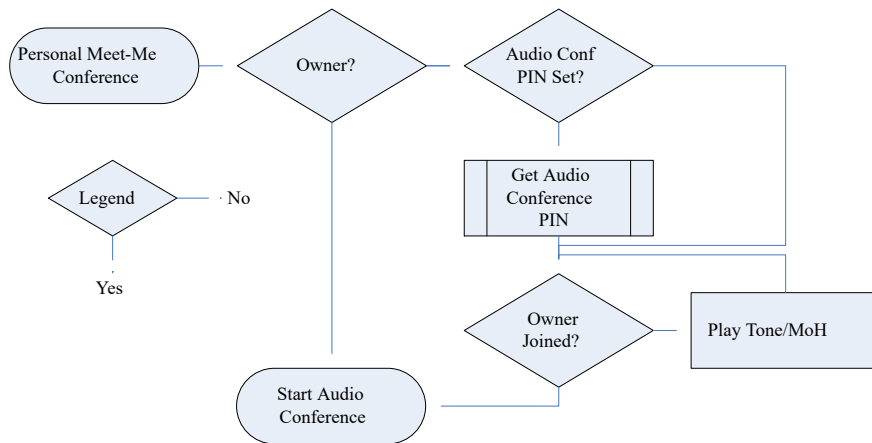 Personal Meet-Me
Conference
Owner?
Audio Conf
PIN Set?
Legend
No
Yes
Get Audio
Conference
PIN
Owner
Joined?
Play Tone/MoH
Start Audio
Conference